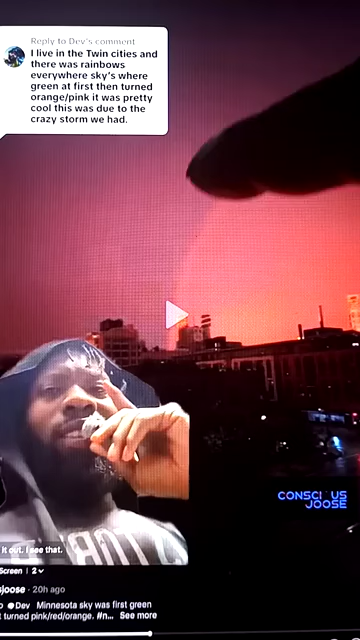 Reply to Dev's comment
I live in the Twin cities and
there was rainbows
everywhere sky's where
green at first then turned
orange/pink it was pretty
cool this was due to the
crazy storm we had.
CONSCI US
JOOSE
it out. I see that.
Screen | 2
joose · 20h ago
@Dev Minnesota sky was first green
turned pink/red/orange. #n... See more